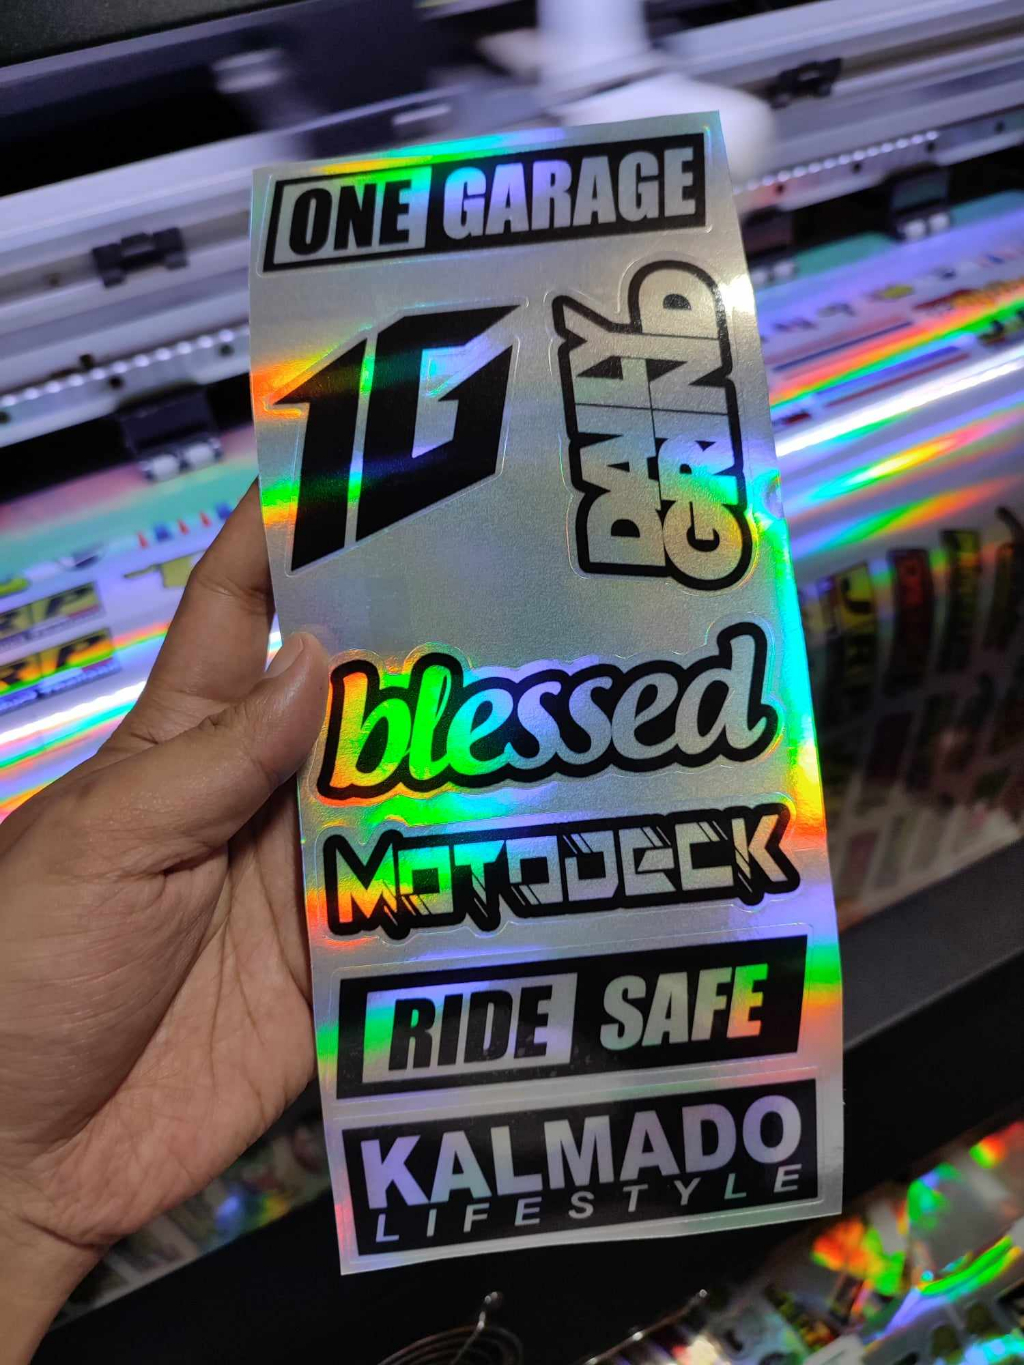 ONE GARAGE
1G
DAILY
GRIND
blessed
MOTODECK
RIDE SAFE
KALMADO
LIFESTYLE